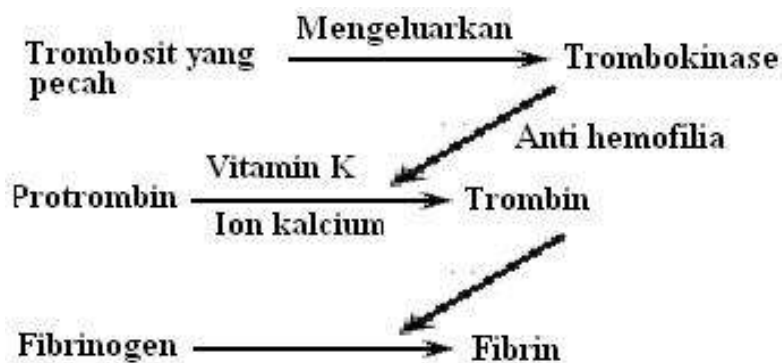 Mengeluarkan
Trombosit yang
pecah
Trombokinase
Anti hemofilia
Vitamin K
Protrombin
Trombin
Ion kalcium
Fibrinogen
Fibrin